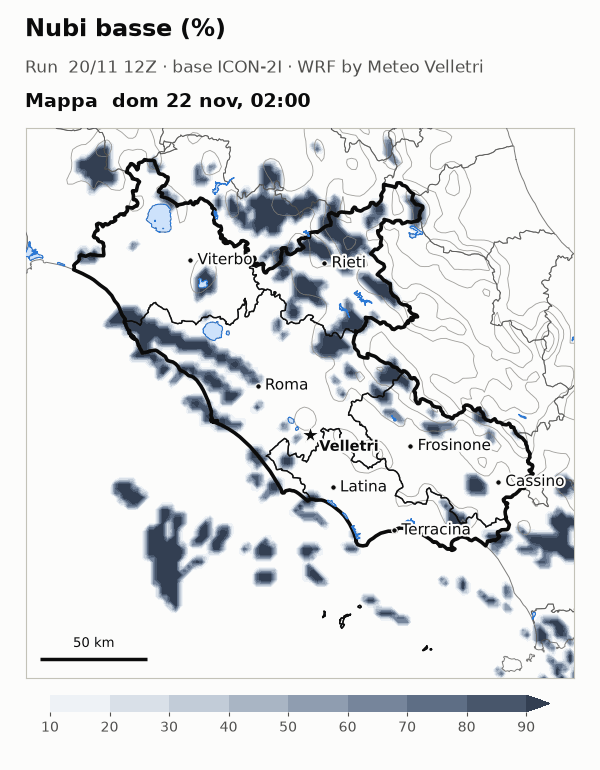 Nubi basse (%)
Run  20/11 12Z · base ICON-2I · WRF by Meteo Velletri
Mappa  dom 22 nov, 02:00
Viterbo
Rieti
Roma
Velletri
Frosinone
Cassino
Latina
Terracina
50 km
10 20 30 40 50 60 70 80 90